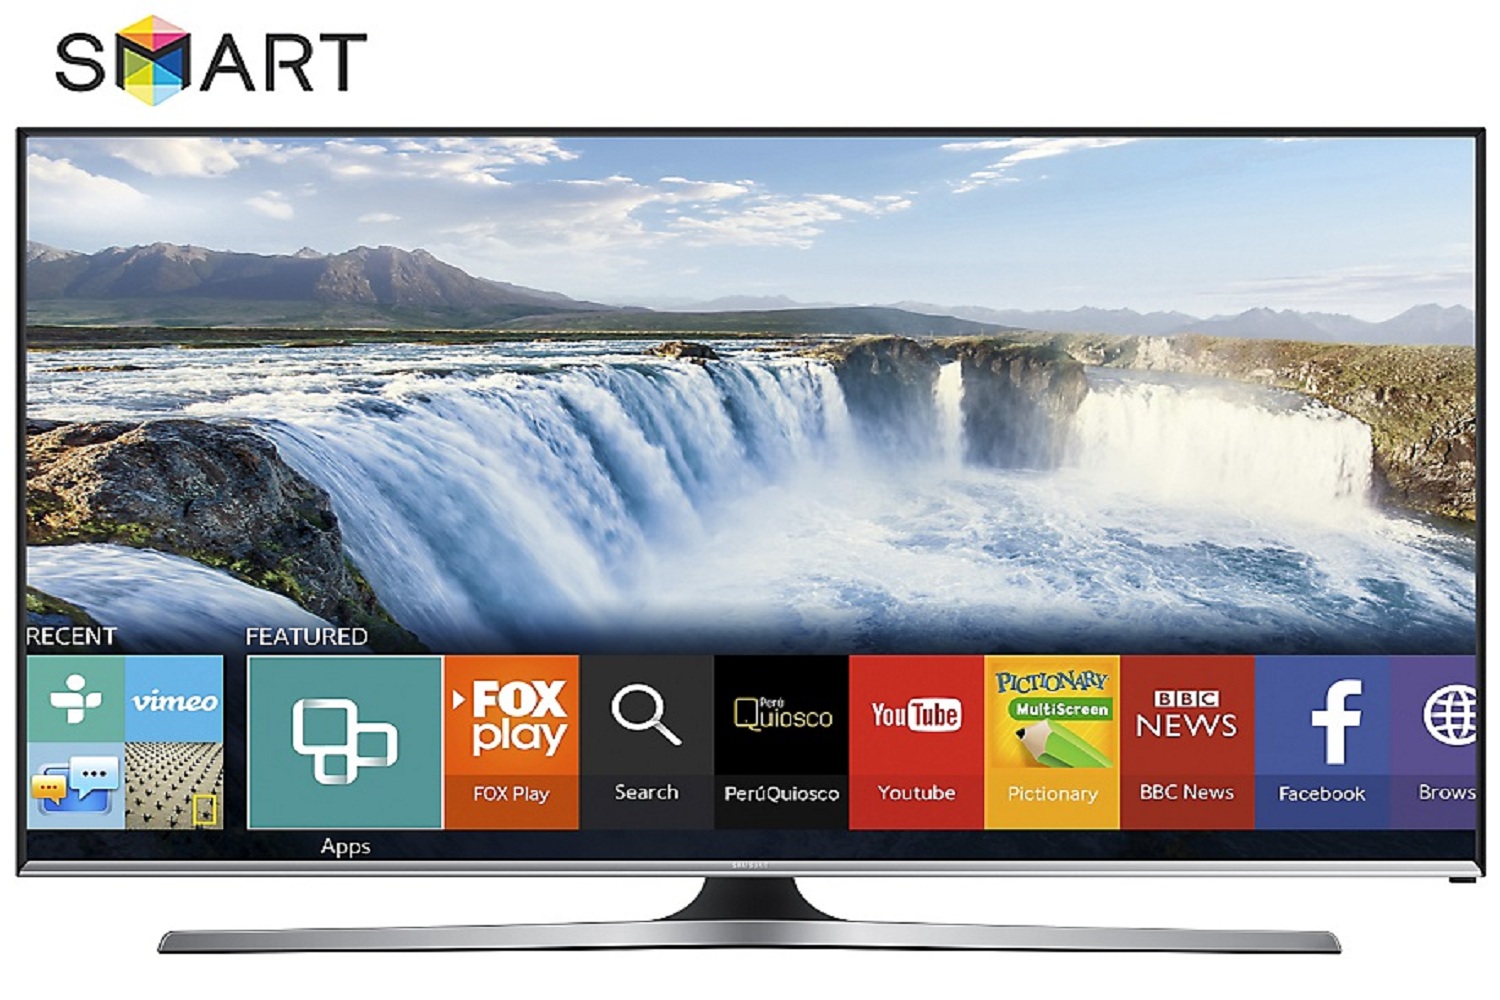 SMART
RECENT
FEATURED
vimeo
FOX
play
FOX Play
Search
Perú
Quiosco
PerúQuiosco
YouTube
Youtube
PICTIONARY
MultiScreen
Pictionary
BBC
NEWS
BBC News
Facebook
Brows
Apps
SAMSUNG